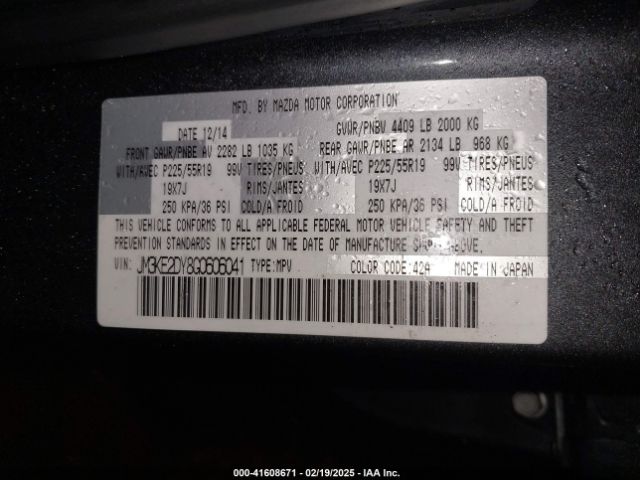 MFD. BY MAZDA MOTOR CORPORATION
DATE 12/14 GVWR/PNBV 4409 LB 2000 KG
FRONT GAWR/PNBE AV 2282 LB 1035 KG REAR GAWR/PNBE AR 2134 LB 968 KG
WITH/AVEC P225/55R19 99V TIRES/PNEUS WITH/AVEC P225/55R19 99V TIRES/PNEUS
19X7J RIMS/JANTES 19X7J RIMS/JANTES
250 KPA/36 PSI COLD/A FROID 250 KPA/36 PSI COLD/A FROID
THIS VEHICLE CONFORMS TO ALL APPLICABLE FEDERAL MOTOR VEHICLE SAFETY AND THEFT
PREVENTION STANDARDS IN EFFECT ON THE DATE OF MANUFACTURE SHOWN ABOVE.
VIN: JM3KE2DY8G0606041 TYPE:MPV COLOR CODE:42A MADE IN JAPAN
000-41608671 | 02/19/2025 | IAA Inc.